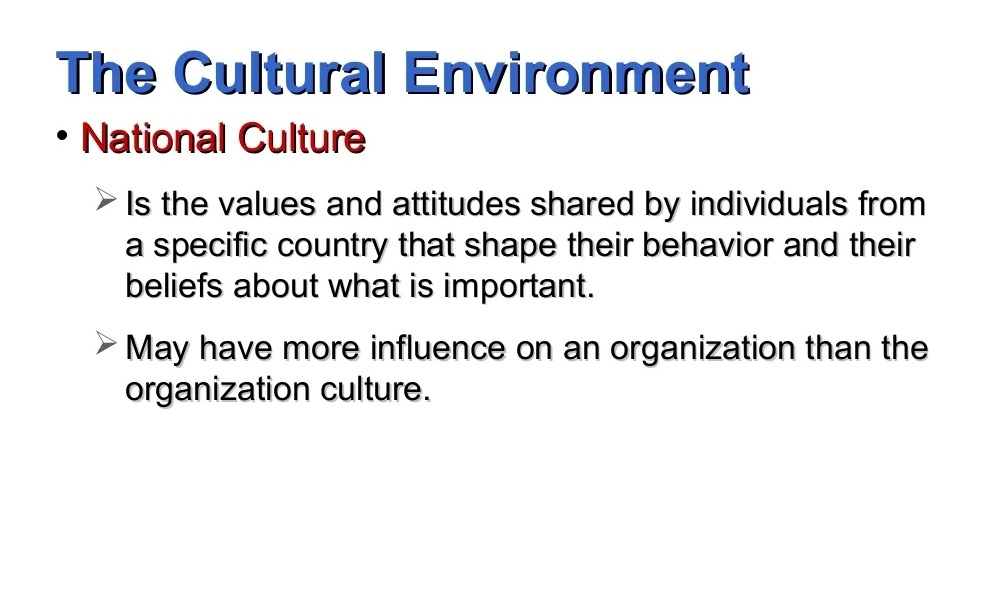 The Cultural Environment
• National Culture
➢ Is the values and attitudes shared by individuals from
a specific country that shape their behavior and their
beliefs about what is important.
➢ May have more influence on an organization than the
organization culture.